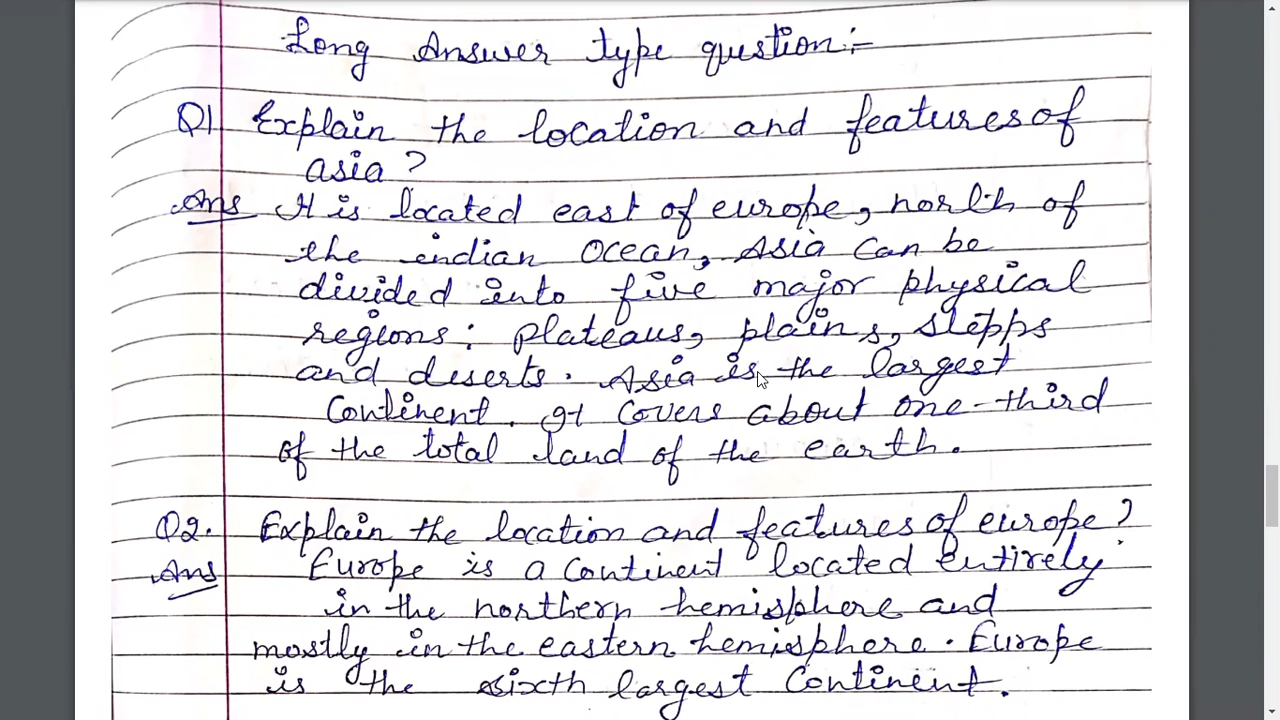 Long Answer type question:-
Q1 Explain the location and features of
asia?
Ans It is located east of europe, north of
the indian Ocean, Asia can be
divided into five major physical
regions: plateaus, plains, stepps
and diserts. Asia is the largest
Continent. It covers about one-third
of the total land of the earth.
Q2. Explain the location and features of europe?
Ans Europe is a continent located entirely
in the northern hemisphere and
mostly in the eastern hemisphere. Europe
is the sixth largest Continent.